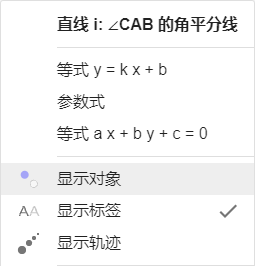 直线 i: ∠CAB 的角平分线
等式 y = k x + b
参数式
等式 a x + b y + c = 0
显示对象
AA 显示标签
显示轨迹